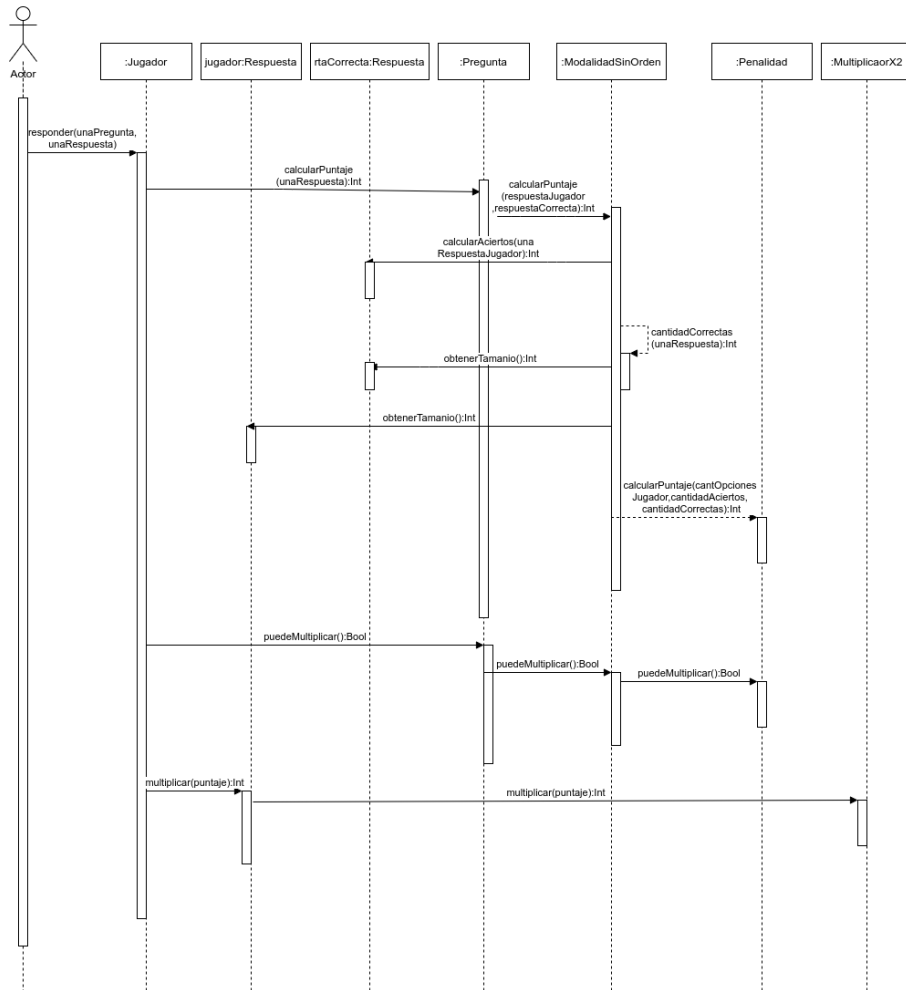 Actor
:Jugador
jugador:Respuesta
rtaCorrecta:Respuesta
:Pregunta
:ModalidadSinOrden
:Penalidad
:MultiplicaorX2
responder(unaPregunta,
unaRespuesta)
calcularPuntaje
(unaRespuesta):Int
calcularPuntaje
(respuestaJugador
,respuestaCorrecta):Int
calcularAciertos(una
RespuestaJugador):Int
cantidadCorrectas
(unaRespuesta):Int
obtenerTamanio():Int
obtenerTamanio():Int
calcularPuntaje(cantOpciones
Jugador,cantidadAciertos,
cantidadCorrectas):Int
puedeMultiplicar():Bool
puedeMultiplicar():Bool
puedeMultiplicar():Bool
multiplicar(puntaje):Int
multiplicar(puntaje):Int